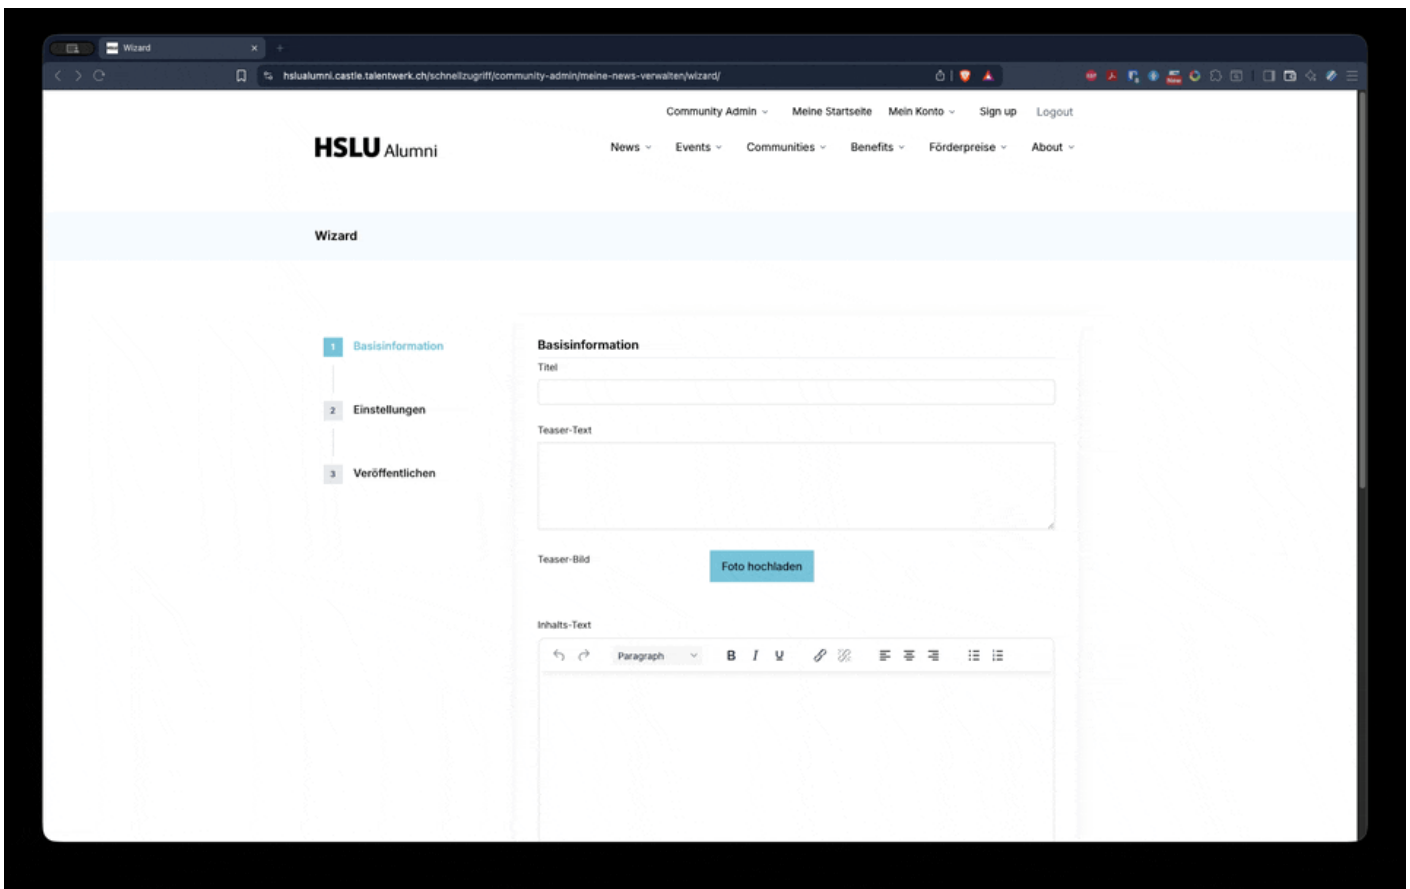 Wizard
hslualumni.castle.talentwerk.ch/schnellzugriff/community-admin/meine-news-verwalten/wizard/
New
Community Admin Meine Startseite Mein Konto Sign up Logout
HSLU Alumni
News Events Communities Benefits Förderpreise About
Wizard
1 Basisinformation
2 Einstellungen
3 Veröffentlichen
Basisinformation
Titel
Teaser-Text
Teaser-Bild
Foto hochladen
Inhalts-Text
Paragraph B I U